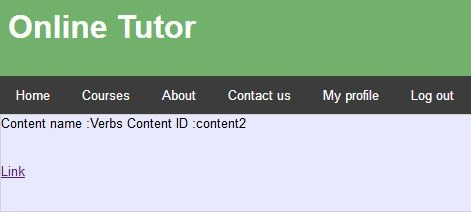 Online Tutor
Home Courses About Contact us My profile Log out
Content name :Verbs Content ID :content2
Link